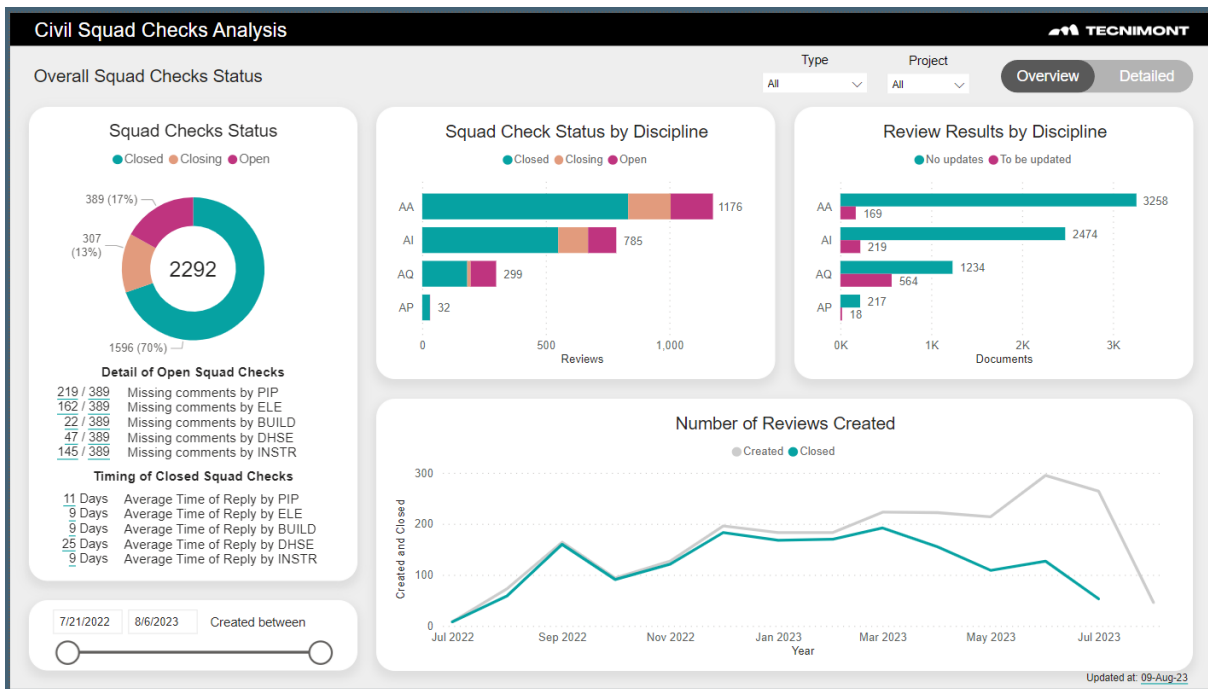 Civil Squad Checks Analysis
TECNIMONT
Overall Squad Checks Status
Type
All
Project
All
Overview
Detailed
Squad Checks Status
Closed Closing Open
389 (17%)
307
(13%)
2292
1596 (70%)
Detail of Open Squad Checks
219 / 389 Missing comments by PIP
162 / 389 Missing comments by ELE
22 / 389 Missing comments by BUILD
47 / 389 Missing comments by DHSE
145 / 389 Missing comments by INSTR
Timing of Closed Squad Checks
11 Days Average Time of Reply by PIP
9 Days Average Time of Reply by ELE
9 Days Average Time of Reply by BUILD
25 Days Average Time of Reply by DHSE
9 Days Average Time of Reply by INSTR
7/21/2022 8/6/2023 Created between
Squad Check Status by Discipline
Closed Closing Open
AA 1176
AI 785
AQ 299
AP 32
0 500 1,000
Reviews
Review Results by Discipline
No updates To be updated
AA 3258
169
AI 2474
219
AQ 1234
564
AP 217
18
0K 1K 2K 3K
Documents
Number of Reviews Created
Created Closed
Created and Closed
300
200
100
0
Jul 2022 Sep 2022 Nov 2022 Jan 2023 Mar 2023 May 2023 Jul 2023
Year
Updated at: 09-Aug-23